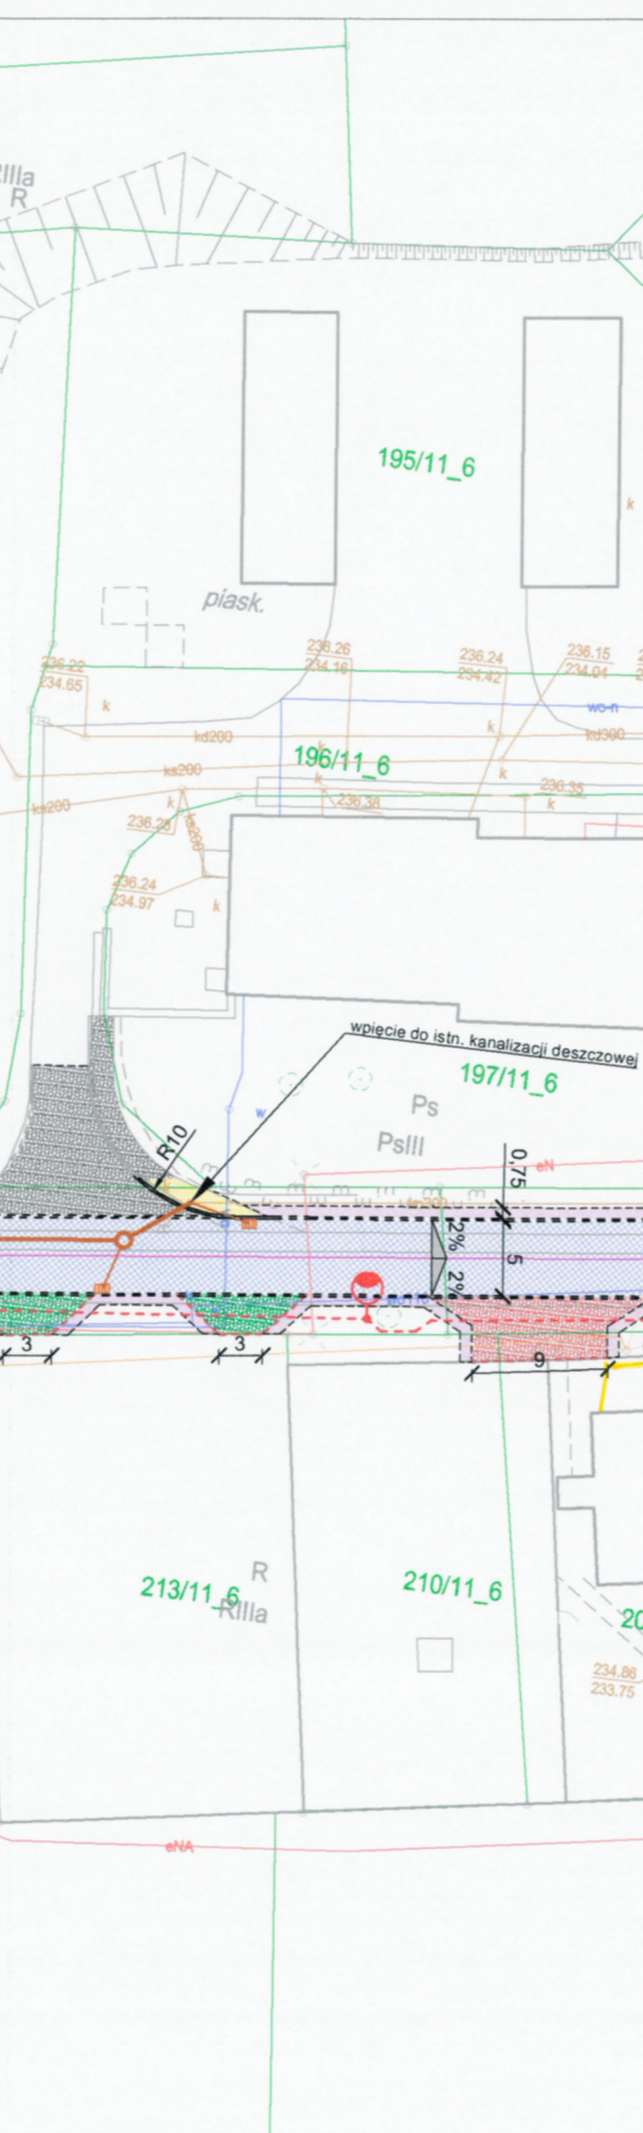 RIIIa
R
195/11_6
k
piask.
236.26
234.16
236.24
234.42
236.15
234.04
236.22
234.65
k
wo-n
k
kd200
kd300
196/11_6
ks200
k
k
k
236.38
236.35
k
ks200
k
236.28
ks200
236.24
234.97
k
wpięcie do istn. kanalizacji deszczowej
197/11_6
w
Ps
PsIII
R10
0,75
eN
2%
2%
5
3
3
9
213/11_6
R
RIIIa
210/11_6
20
234.86
233.75
eNA